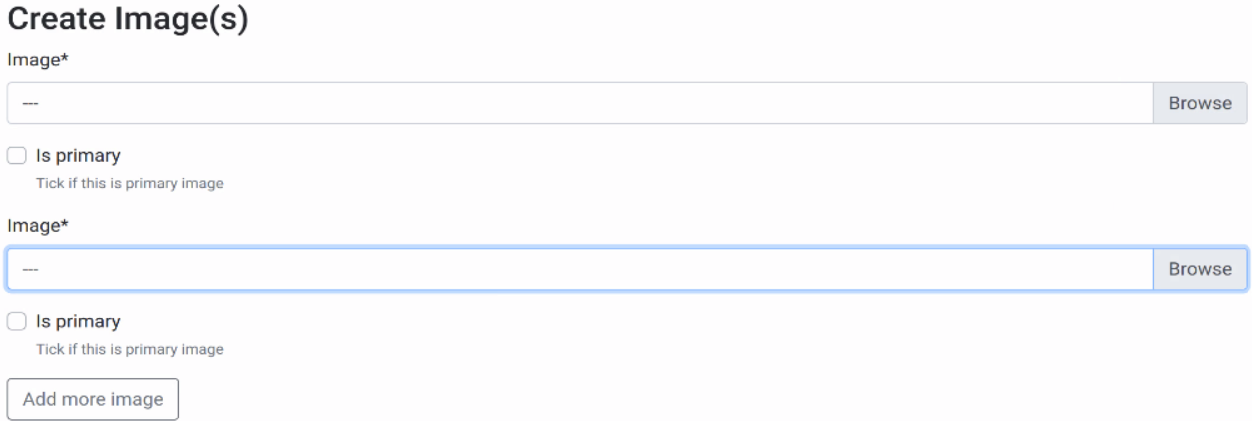 Create Image(s)
Image*
---
Browse
Is primary
Tick if this is primary image
Image*
---
Browse
Is primary
Tick if this is primary image
Add more image